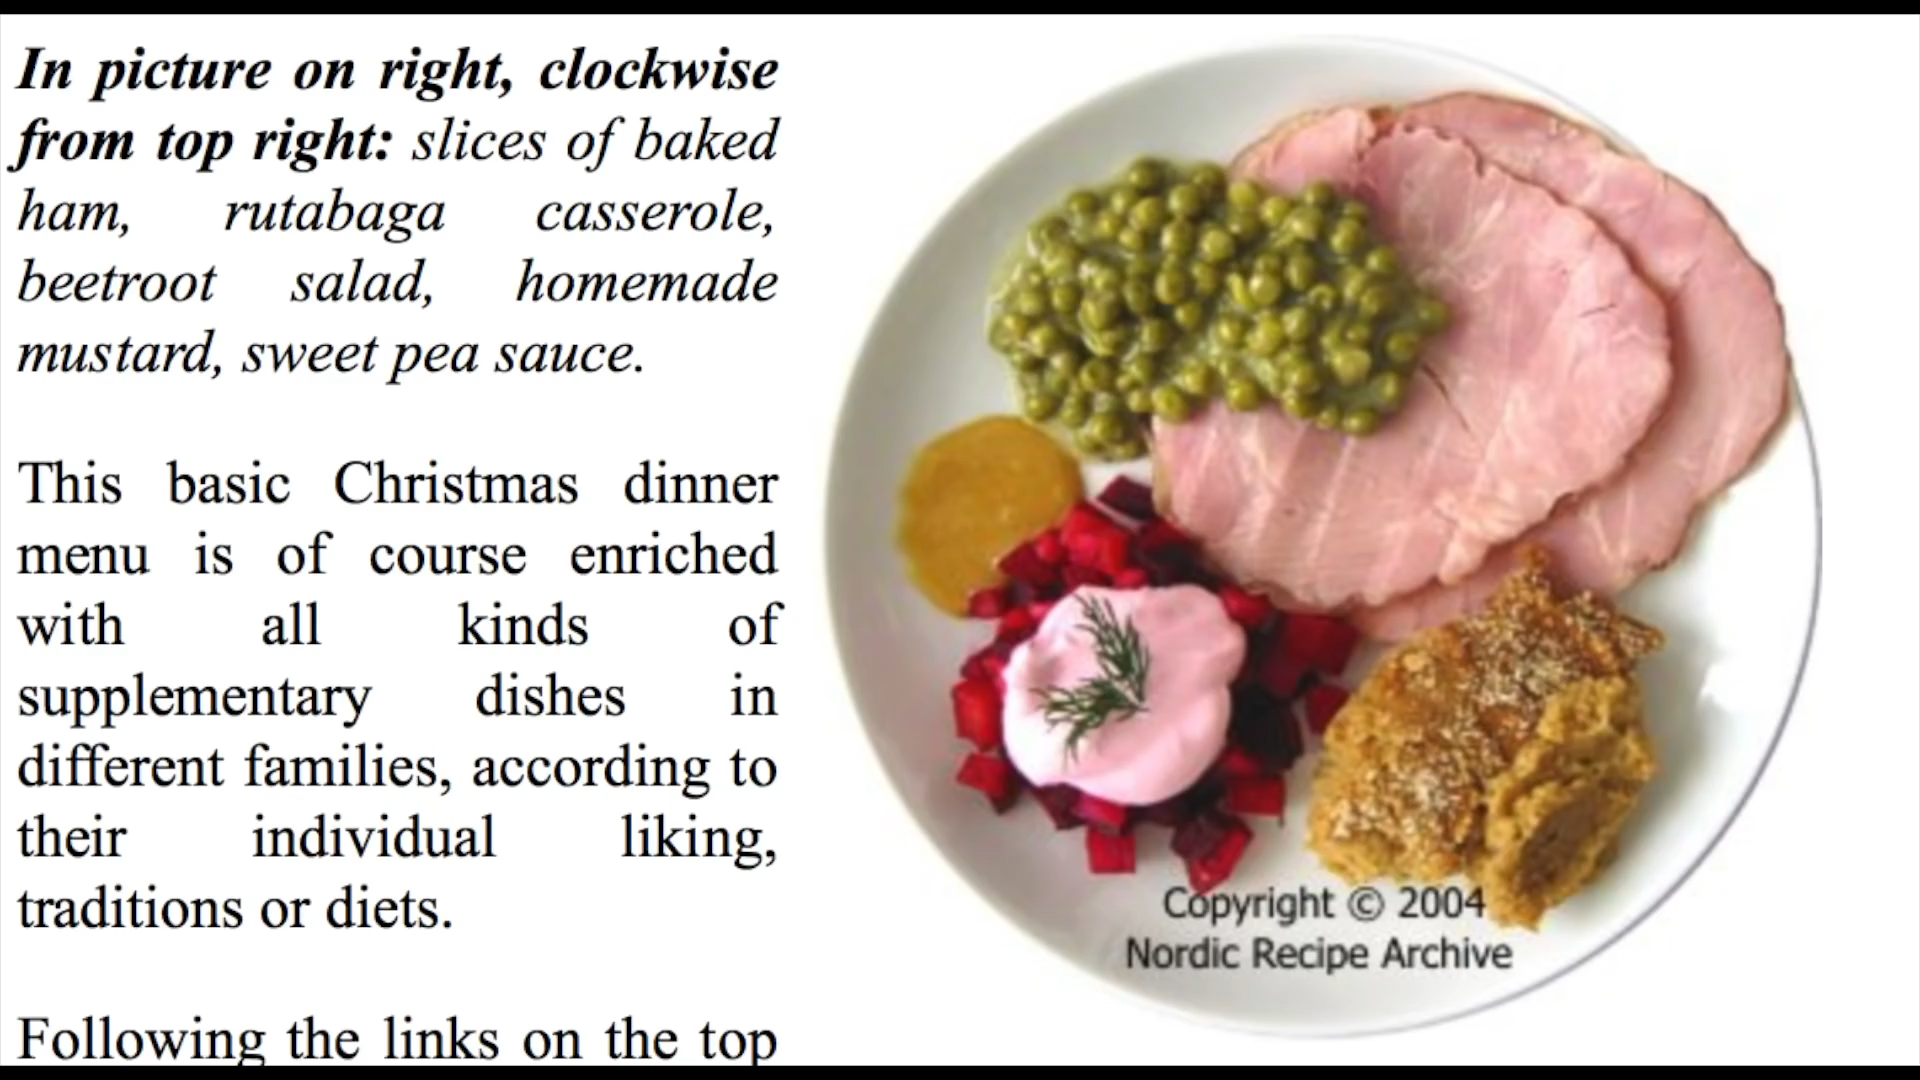 In picture on right, clockwise
from top right: slices of baked
ham, rutabaga casserole,
beetroot salad, homemade
mustard, sweet pea sauce.
This basic Christmas dinner
menu is of course enriched
with all kinds of
supplementary dishes in
different families, according to
their individual liking,
traditions or diets.
Following the links on the top
Copyright © 2004
Nordic Recipe Archive